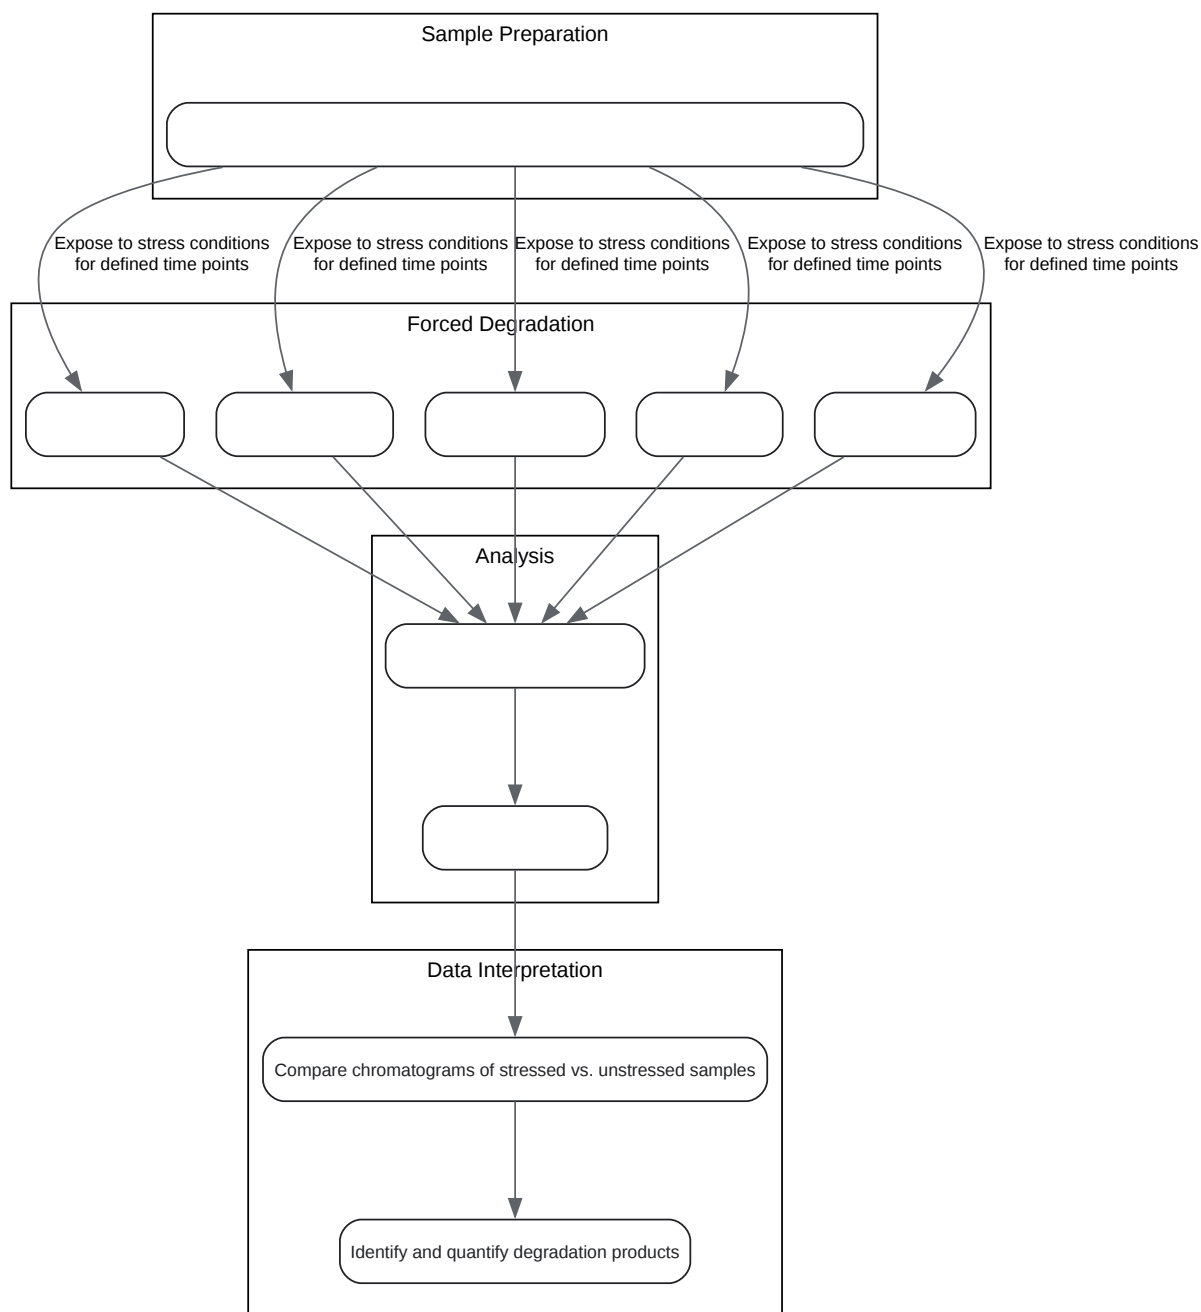 Sample Preparation
Expose to stress conditions
for defined time points
Expose to stress conditions
for defined time points
Expose to stress conditions
for defined time points
Expose to stress conditions
for defined time points
Expose to stress conditions
for defined time points
Forced Degradation
Analysis
Data Interpretation
Compare chromatograms of stressed vs. unstressed samples
Identify and quantify degradation products